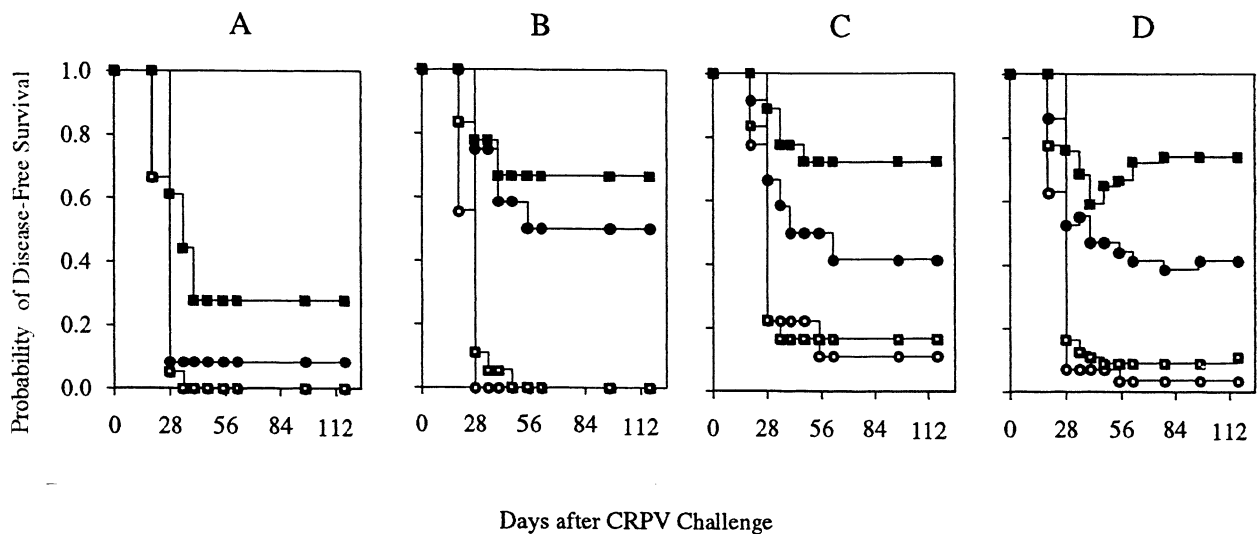 A B C D
Probability of Disease-Free Survival
1.0
0.8
0.6
0.4
0.2
0.0
0 28 56 84 112 0 28 56 84 112 0 28 56 84 112 0 28 56 84 112
Days after CRPV Challenge